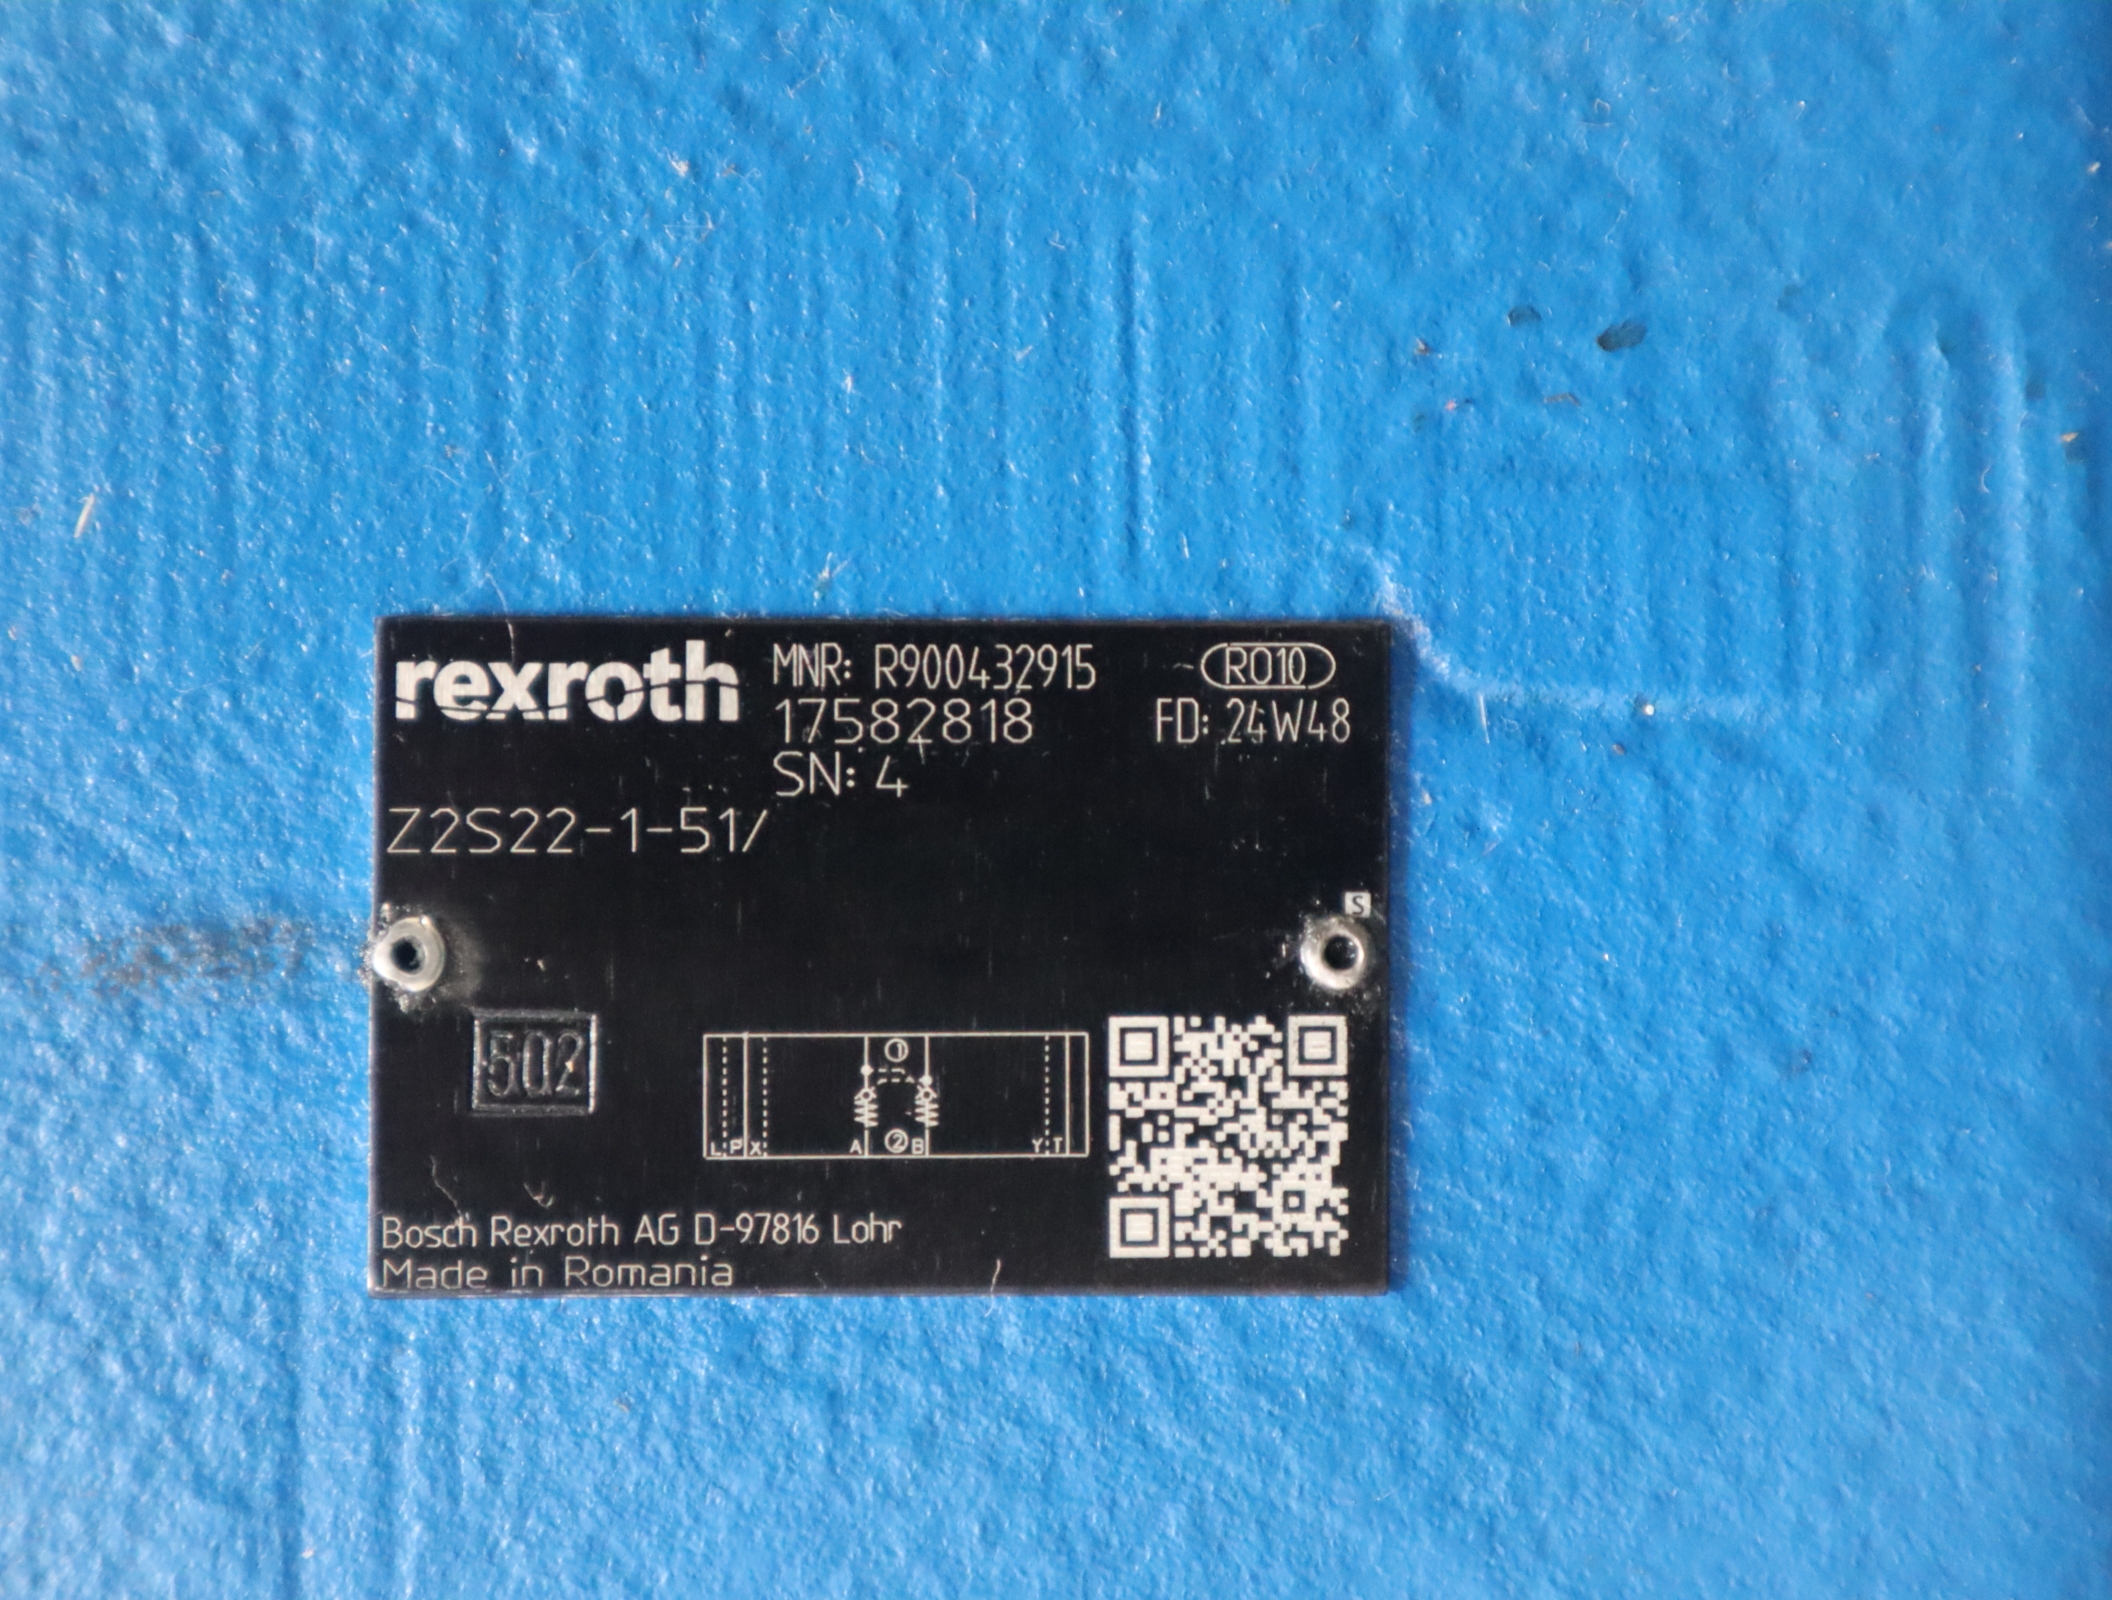 rexroth MNR: R900432915 RO10
17582818 FD: 24W48
SN: 4
Z2S22-1-51/
S
502
1
L P X A 2 B Y T
Bosch Rexroth AG D-97816 Lohr
Made in Romania